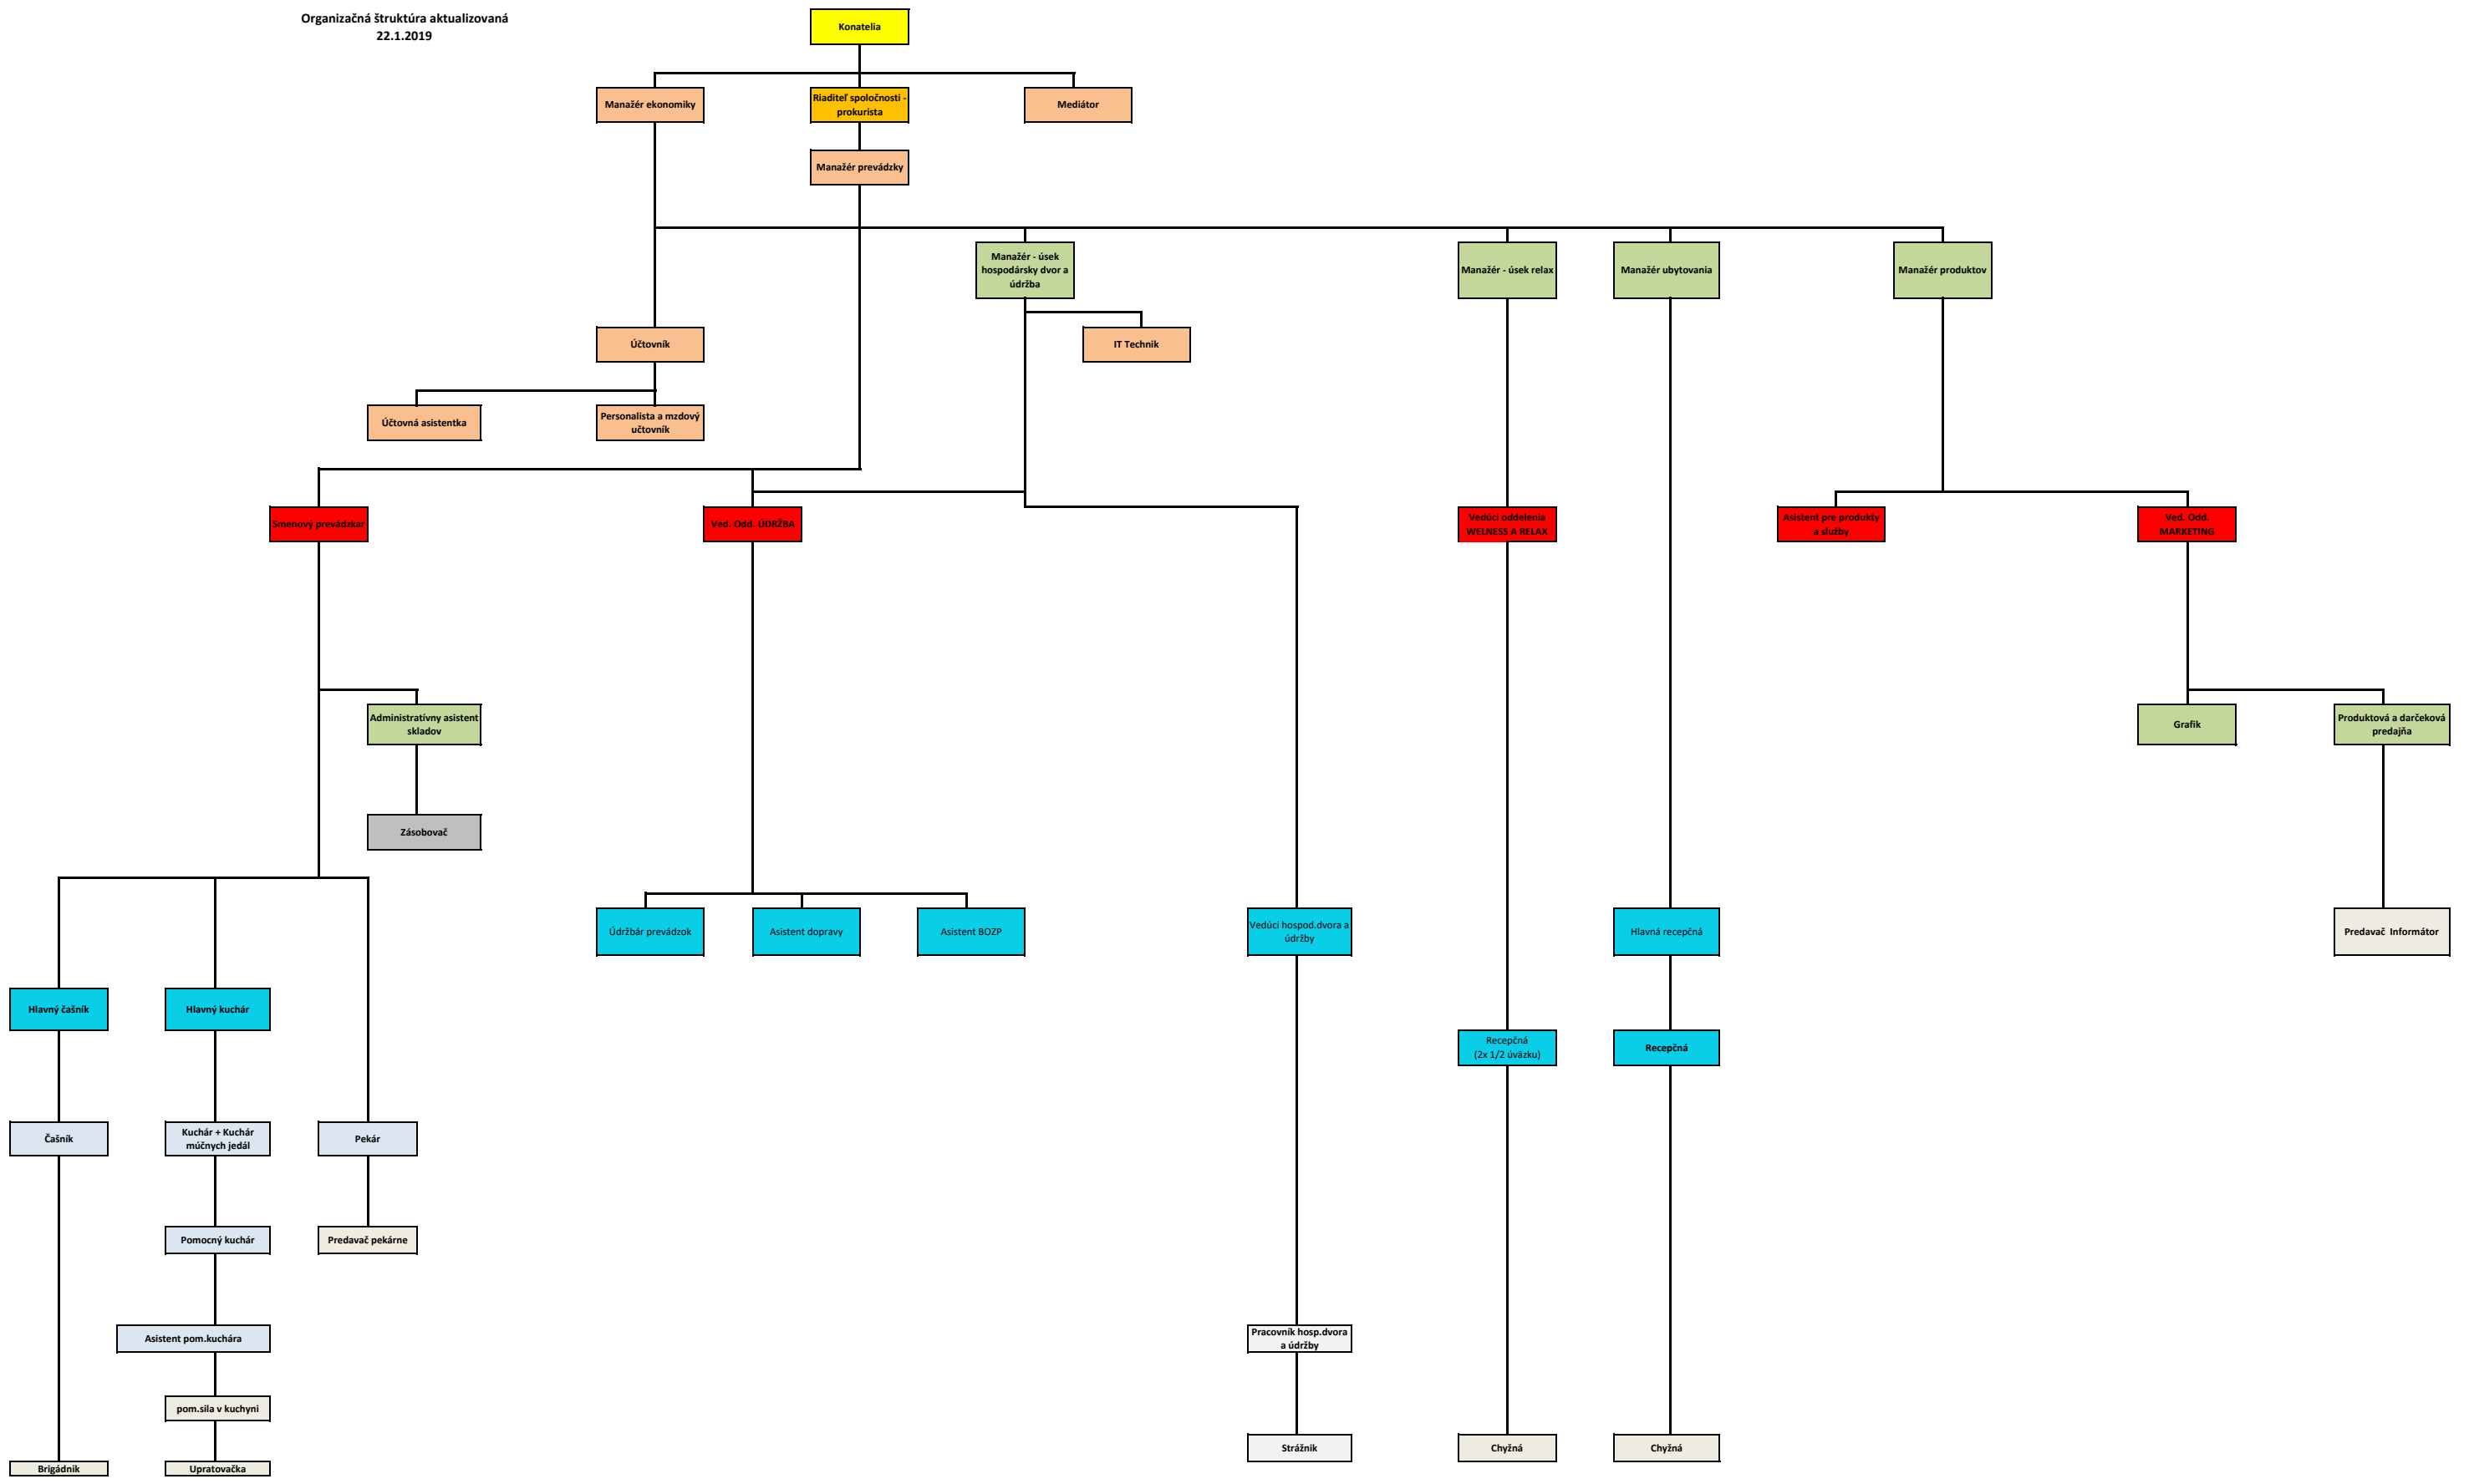 Organizačná štruktúra aktualizovaná
22.1.2019
Konatelia
Manažér ekonomiky
Riaditeľ spoločnosti -
prokurista
Mediátor
Manažér prevádzky
Manažér - úsek
hospodársky dvor a
údržba
Manažér - úsek relax
Manažér ubytovania
Manažér produktov
Účtovník
IT Technik
Účtovná asistentka
Personalista a mzdový
učtovník
Smenový prevádzkar
Ved. Odd. ÚDRŽBA
Vedúci oddelenia
WELNESS A RELAX
Asistent pre produkty
a služby
Ved. Odd.
MARKETING
Administratívny asistent
skladov
Grafik
Produktová a darčeková
predajňa
Zásobovač
Údržbár prevádzok
Asistent dopravy
Asistent BOZP
Vedúci hospod.dvora a
údržby
Hlavná recepčná
Predavač Informátor
Hlavný čašník
Hlavný kuchár
Recepčná
(2x 1/2 úväzku)
Recepčná
Čašník
Kuchár + Kuchár
múčnych jedál
Pekár
Pomocný kuchár
Predavač pekárne
Asistent pom.kuchára
Pracovník hosp.dvora
a údržby
pom.sila v kuchyni
Strážnik
Chyžná
Chyžná
Brigádnik
Upratovačka